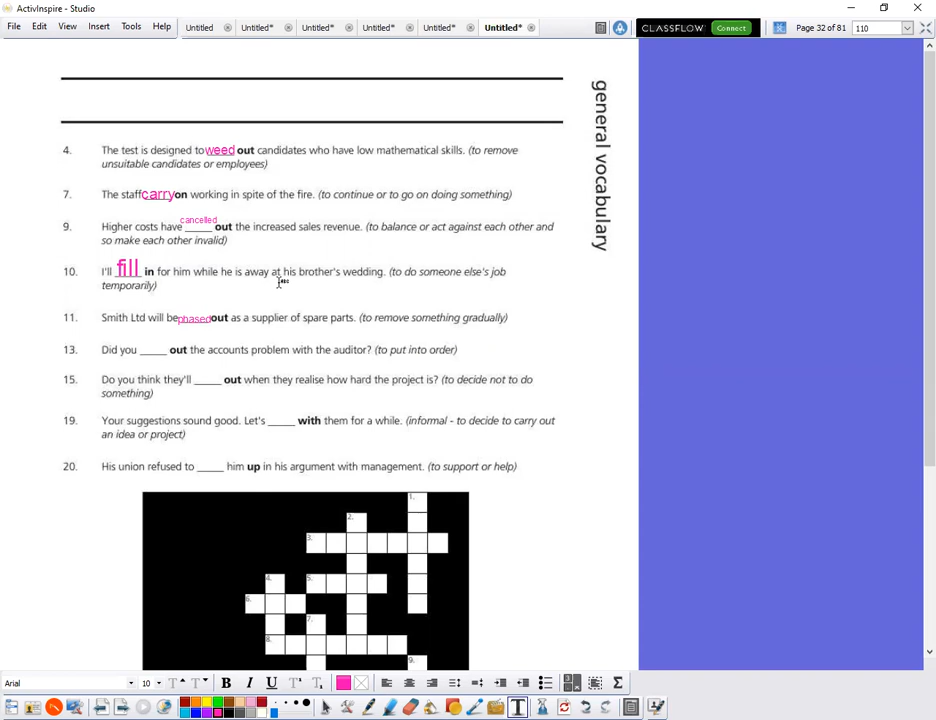 ActivInspire - Studio
File Edit View Insert Tools Help Untitled Untitled* Untitled* Untitled* Untitled* Untitled* CLASSFLOW Connect Page 32 of 81 110
general vocabulary
4. The test is designed to weed out candidates who have low mathematical skills. (to remove
unsuitable candidates or employees)
7. The staff carry on working in spite of the fire. (to continue or to go on doing something)
9. Higher costs have cancelled out the increased sales revenue. (to balance or act against each other and
so make each other invalid)
10. I'll fill in for him while he is away at his brother's wedding. (to do someone else's job
temporarily)
11. Smith Ltd will be phased out as a supplier of spare parts. (to remove something gradually)
13. Did you _____ out the accounts problem with the auditor? (to put into order)
15. Do you think they'll _____ out when they realise how hard the project is? (to decide not to do
something)
19. Your suggestions sound good. Let's _____ with them for a while. (informal - to decide to carry out
an idea or project)
20. His union refused to _____ him up in his argument with management. (to support or help)
1.
2.
3.
4. 5.
6.
7.
8.
9.
Arial 10 B I U